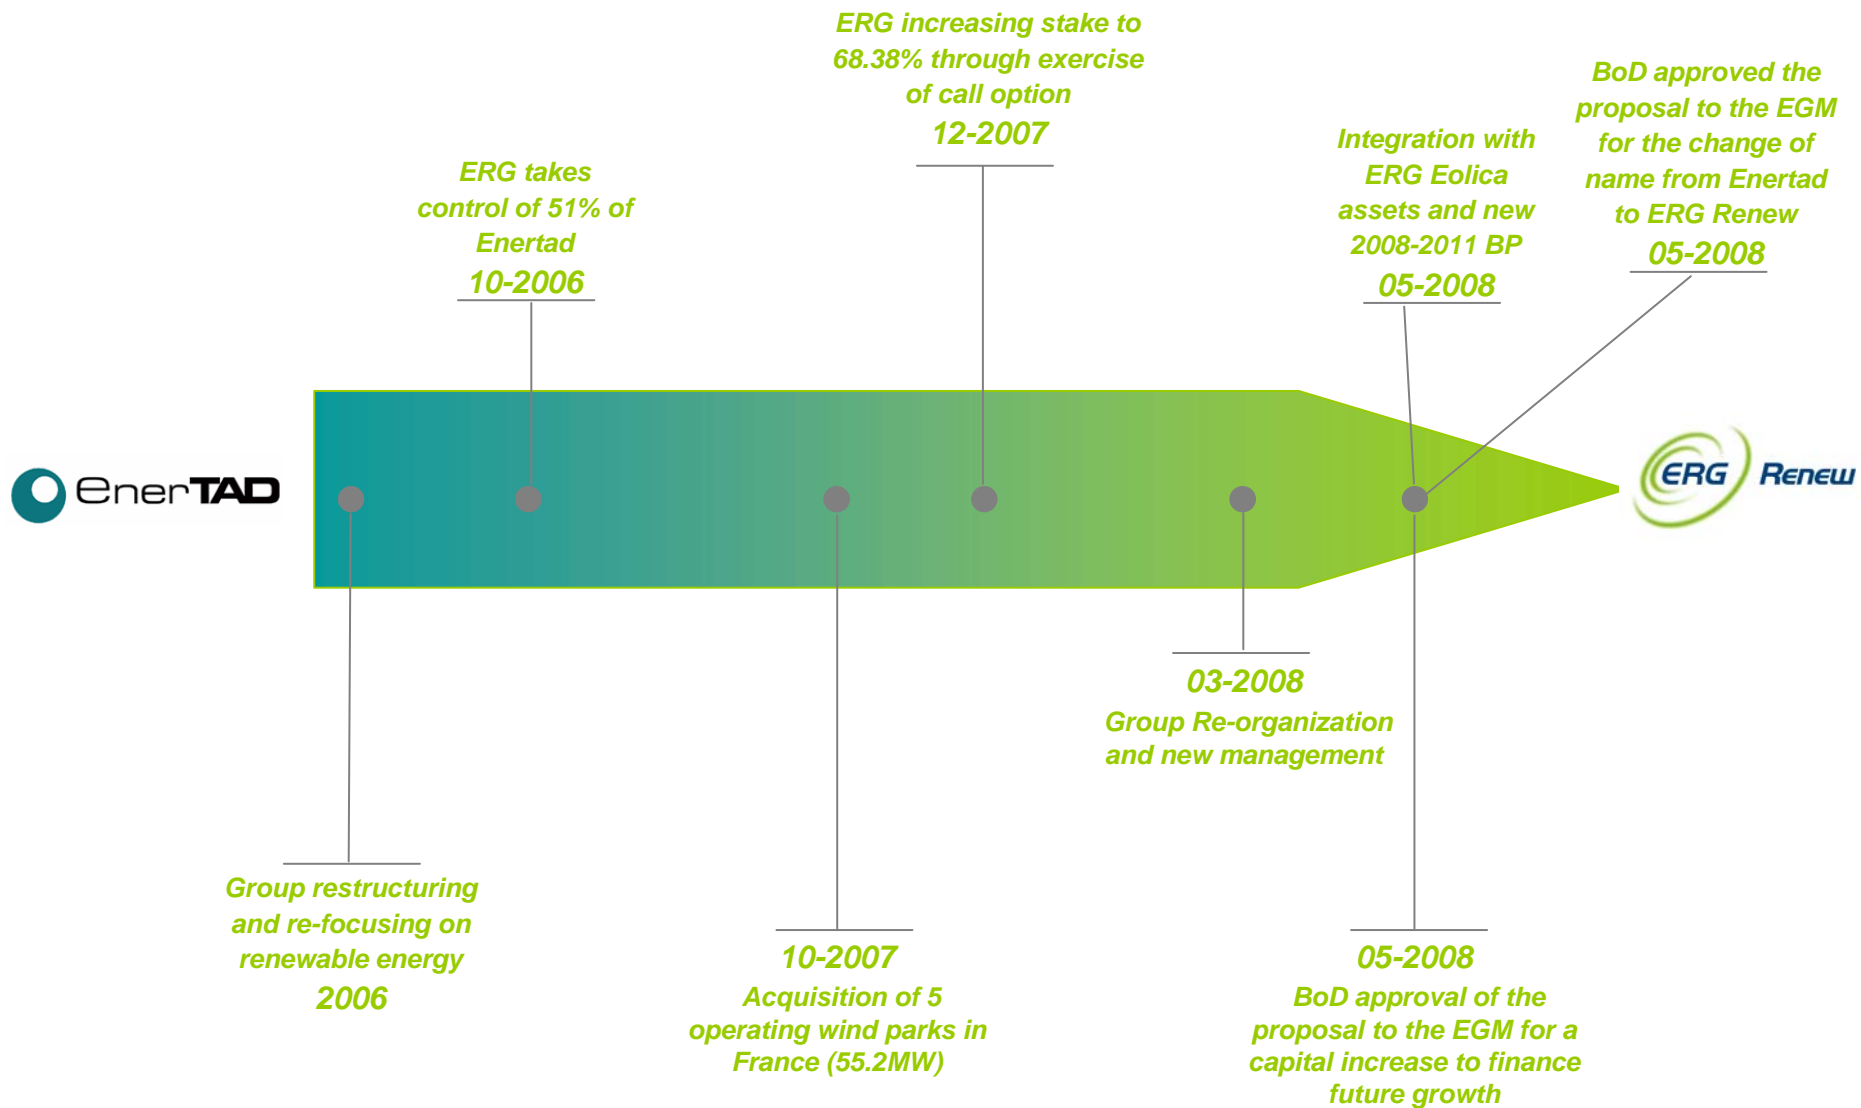 ERG increasing stake to
68.38% through exercise
of call option
12-2007
BoD approved the
proposal to the EGM
for the change of
name from Enertad
to ERG Renew
05-2008
Integration with
ERG Eolica
assets and new
2008-2011 BP
05-2008
ERG takes
control of 51% of
Enertad
10-2006
enerTAD
ERG Renew
03-2008
Group Re-organization
and new management
Group restructuring
and re-focusing on
renewable energy
2006
10-2007
Acquisition of 5
operating wind parks in
France (55.2MW)
05-2008
BoD approval of the
proposal to the EGM for a
capital increase to finance
future growth